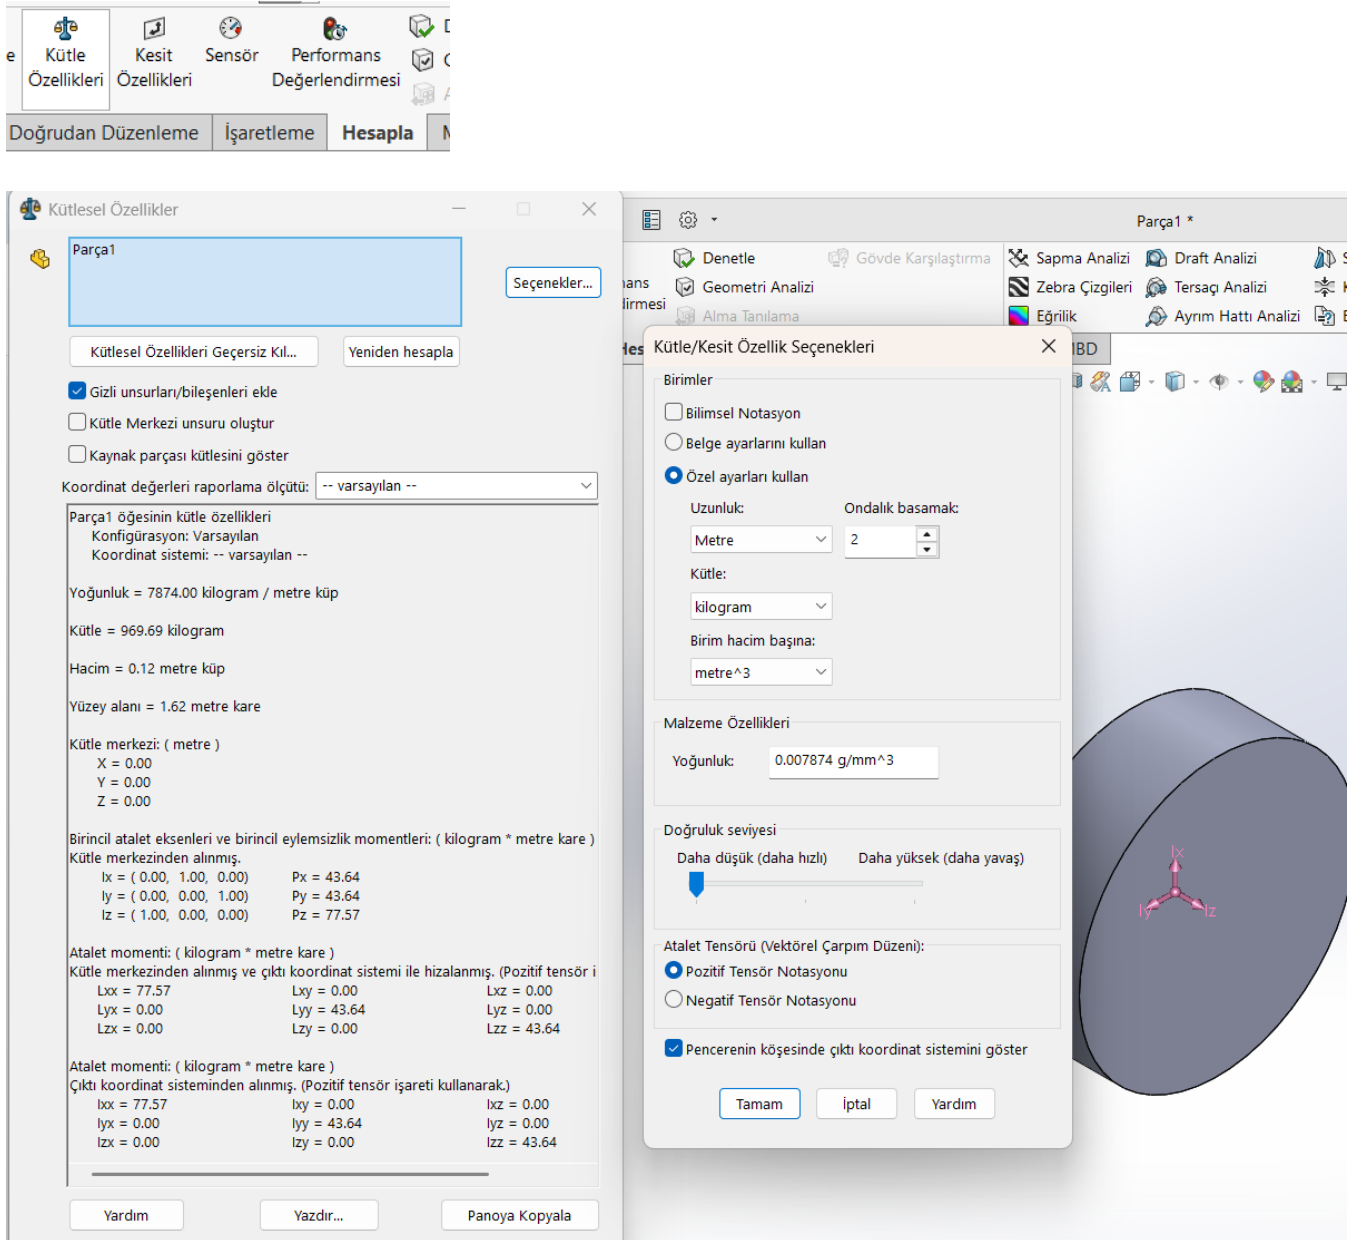 Kütle
Özellikleri
Kesit
Özellikleri
Sensör
Performans
Değerlendirmesi
Doğrudan Düzenleme
İşaretleme
Hesapla
Kütlesel Özellikler
Parça1
Seçenekler...
Kütlesel Özellikleri Geçersiz Kıl...
Yeniden hesapla
Gizli unsurları/bileşenleri ekle
Kütle Merkezi unsuru oluştur
Kaynak parçası kütlesini göster
Koordinat değerleri raporlama ölçütü: -- varsayılan --
Parça1 öğesinin kütle özellikleri
Konfigürasyon: Varsayılan
Koordinat sistemi: -- varsayılan --
Yoğunluk = 7874.00 kilogram / metre küp
Kütle = 969.69 kilogram
Hacim = 0.12 metre küp
Yüzey alanı = 1.62 metre kare
Kütle merkezi: ( metre )
X = 0.00
Y = 0.00
Z = 0.00
Birincil atalet eksenleri ve birincil eylemsizlik momentleri: ( kilogram * metre kare )
Kütle merkezinden alınmış.
Ix = ( 0.00, 1.00, 0.00) Px = 43.64
Iy = ( 0.00, 0.00, 1.00) Py = 43.64
Iz = ( 1.00, 0.00, 0.00) Pz = 77.57
Atalet momenti: ( kilogram * metre kare )
Kütle merkezinden alınmış ve çıktı koordinat sistemi ile hizalanmış. (Pozitif tensör i
Lxx = 77.57 Lxy = 0.00 Lxz = 0.00
Lyx = 0.00 Lyy = 43.64 Lyz = 0.00
Lzx = 0.00 Lzy = 0.00 Lzz = 43.64
Atalet momenti: ( kilogram * metre kare )
Çıktı koordinat sisteminden alınmış. (Pozitif tensör işareti kullanarak.)
Ixx = 77.57 Ixy = 0.00 Ixz = 0.00
Iyx = 0.00 Iyy = 43.64 Iyz = 0.00
Izx = 0.00 Izy = 0.00 Izz = 43.64
Yardım
Yazdır...
Panoya Kopyala
Parça1 *
Denetle
Gövde Karşılaştırma
Sapma Analizi
Draft Analizi
Geometri Analizi
Zebra Çizgileri
Tersaçı Analizi
Alma Tanılama
Eğrilik
Ayrım Hattı Analizi
Kütle/Kesit Özellik Seçenekleri
Birimler
Bilimsel Notasyon
Belge ayarlarını kullan
Özel ayarları kullan
Uzunluk: Ondalık basamak:
Metre 2
Kütle:
kilogram
Birim hacim başına:
metre^3
Malzeme Özellikleri
Yoğunluk: 0.007874 g/mm^3
Doğruluk seviyesi
Daha düşük (daha hızlı) Daha yüksek (daha yavaş)
Atalet Tensörü (Vektörel Çarpım Düzeni):
Pozitif Tensör Notasyonu
Negatif Tensör Notasyonu
Pencerenin köşesinde çıktı koordinat sistemini göster
Tamam
İptal
Yardım
Ix
Iy
Iz